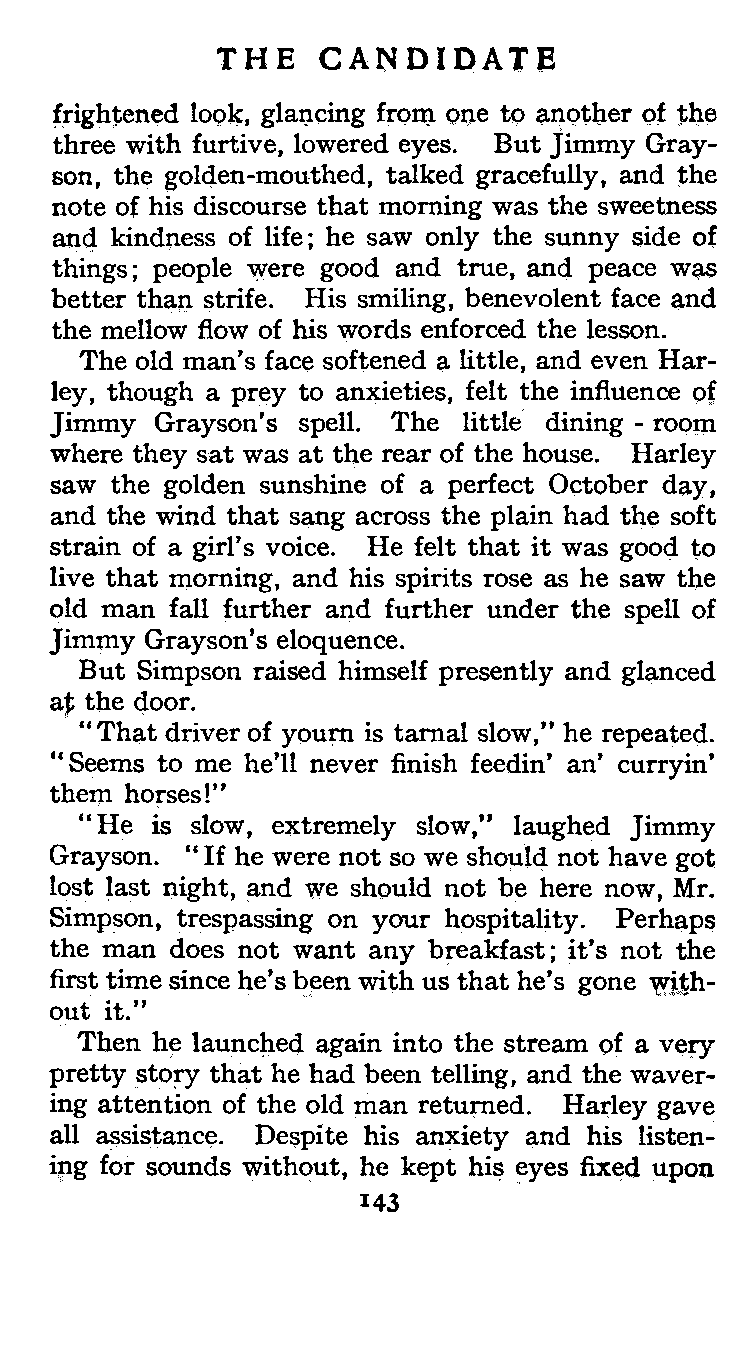 THE CANDIDATE
frightened look, glancing from one to another of the
three with furtive, lowered eyes. But Jimmy Gray-
son, the golden-mouthed, talked gracefully, and the
note of his discourse that morning was the sweetness
and kindness of life; he saw only the sunny side of
things; people were good and true, and peace was
better than strife. His smiling, benevolent face and
the mellow flow of his words enforced the lesson.
The old man's face softened a little, and even Har-
ley, though a prey to anxieties, felt the influence of
Jimmy Grayson's spell. The little dining - room
where they sat was at the rear of the house. Harley
saw the golden sunshine of a perfect October day,
and the wind that sang across the plain had the soft
strain of a girl's voice. He felt that it was good to
live that morning, and his spirits rose as he saw the
old man fall further and further under the spell of
Jimmy Grayson's eloquence.
But Simpson raised himself presently and glanced
at the door.
"That driver of yourn is tarnal slow," he repeated.
"Seems to me he'll never finish feedin' an' curryin'
them horses!"
"He is slow, extremely slow," laughed Jimmy
Grayson. "If he were not so we should not have got
lost last night, and we should not be here now, Mr.
Simpson, trespassing on your hospitality. Perhaps
the man does not want any breakfast; it's not the
first time since he's been with us that he's gone with-
out it."
Then he launched again into the stream of a very
pretty story that he had been telling, and the waver-
ing attention of the old man returned. Harley gave
all assistance. Despite his anxiety and his listen-
ing for sounds without, he kept his eyes fixed upon
143